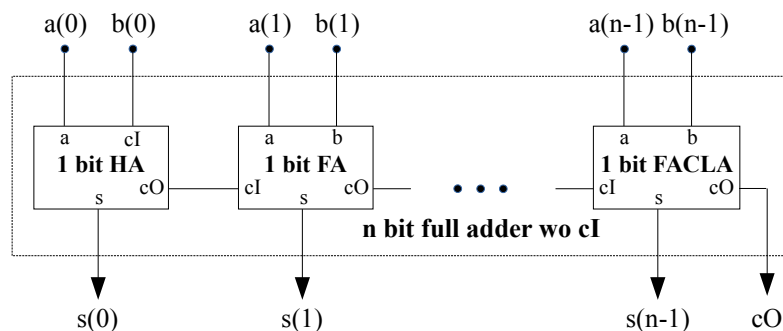 a(0) b(0) a(1) b(1) a(n-1) b(n-1)
a cI a b a b
1 bit HA 1 bit FA 1 bit FACLA
s cO cI s cO cI s cO
n bit full adder wo cI
s(0) s(1) s(n-1) cO